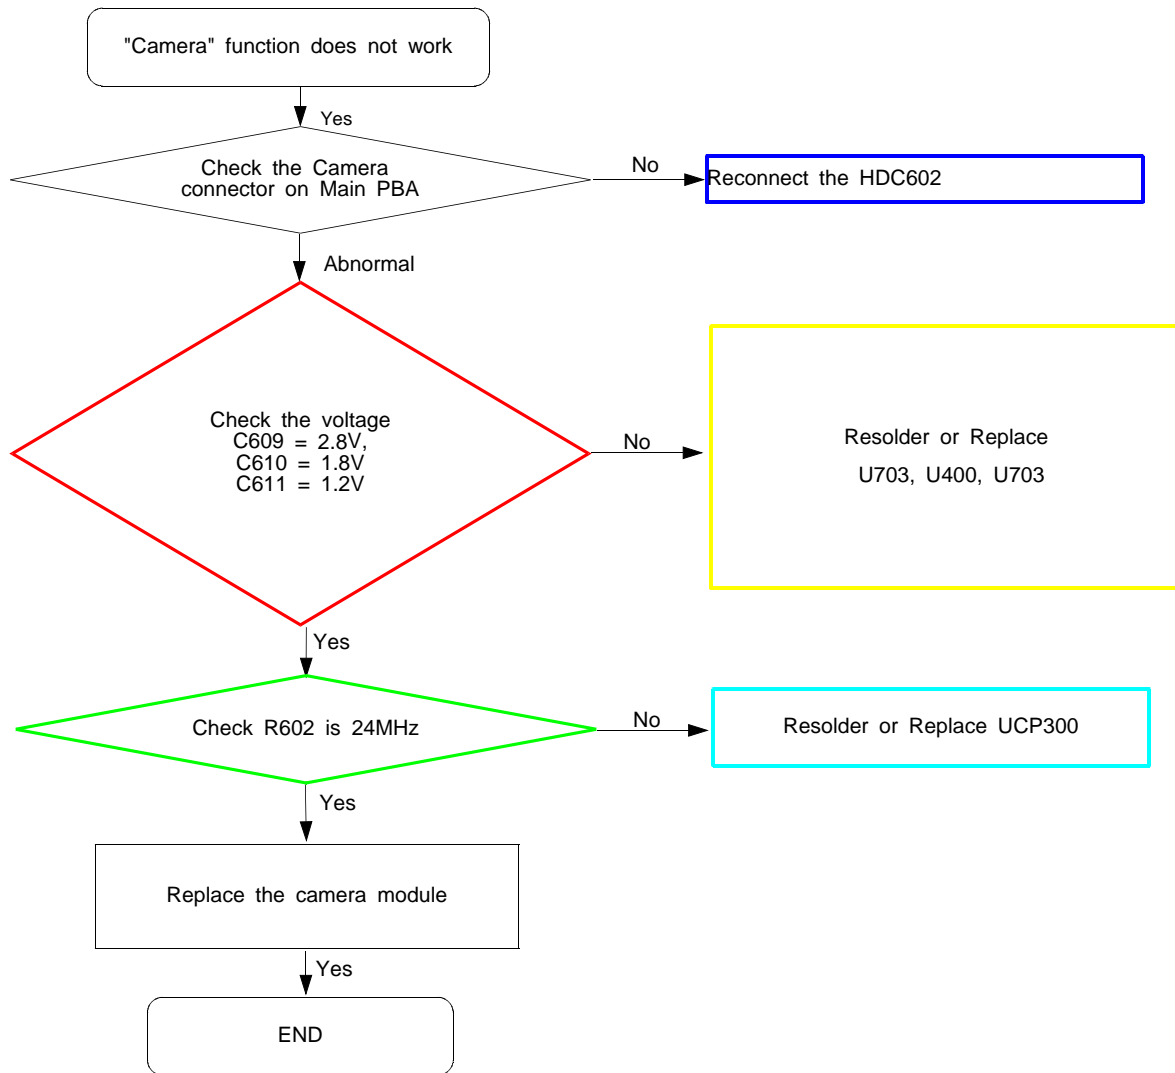 "Camera" function does not work
Yes
Check the Camera
connector on Main PBA
No
Reconnect the HDC602
Abnormal
Check the voltage
C609 = 2.8V,
C610 = 1.8V
C611 = 1.2V
No
Resolder or Replace
U703, U400, U703
Yes
Check R602 is 24MHz
No
Resolder or Replace UCP300
Yes
Replace the camera module
Yes
END